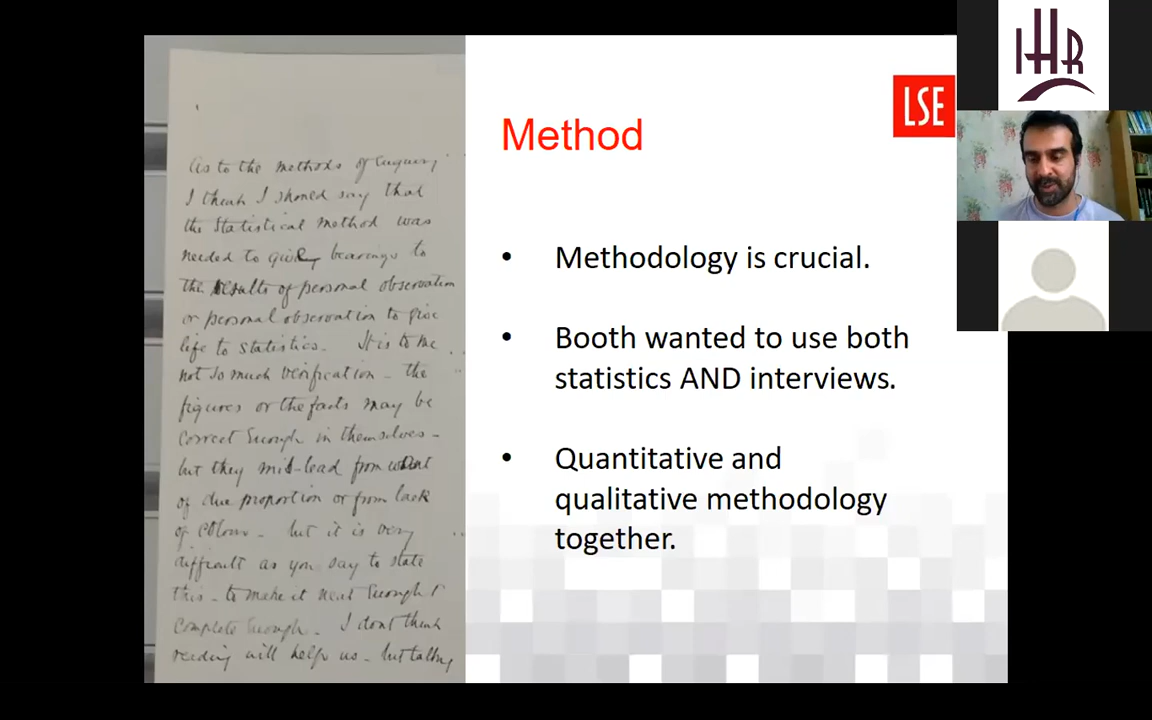 As to the methods of Enquiry
I think I should say that
the Statistical method was
needed to give bearings to
the results of personal observation
or personal observation to give
life to statistics. It is to me
not so much verification - the
figures or the facts may be
correct enough in themselves -
but they mis-lead from want
of due proportion or from lack
of colour - but it is very
difficult as you say to state
this - to make it neat enough &
complete enough. I dont think
reading will help us - but talking
LSE
Method
• Methodology is crucial.
• Booth wanted to use both
statistics AND interviews.
• Quantitative and
qualitative methodology
together.
IHR